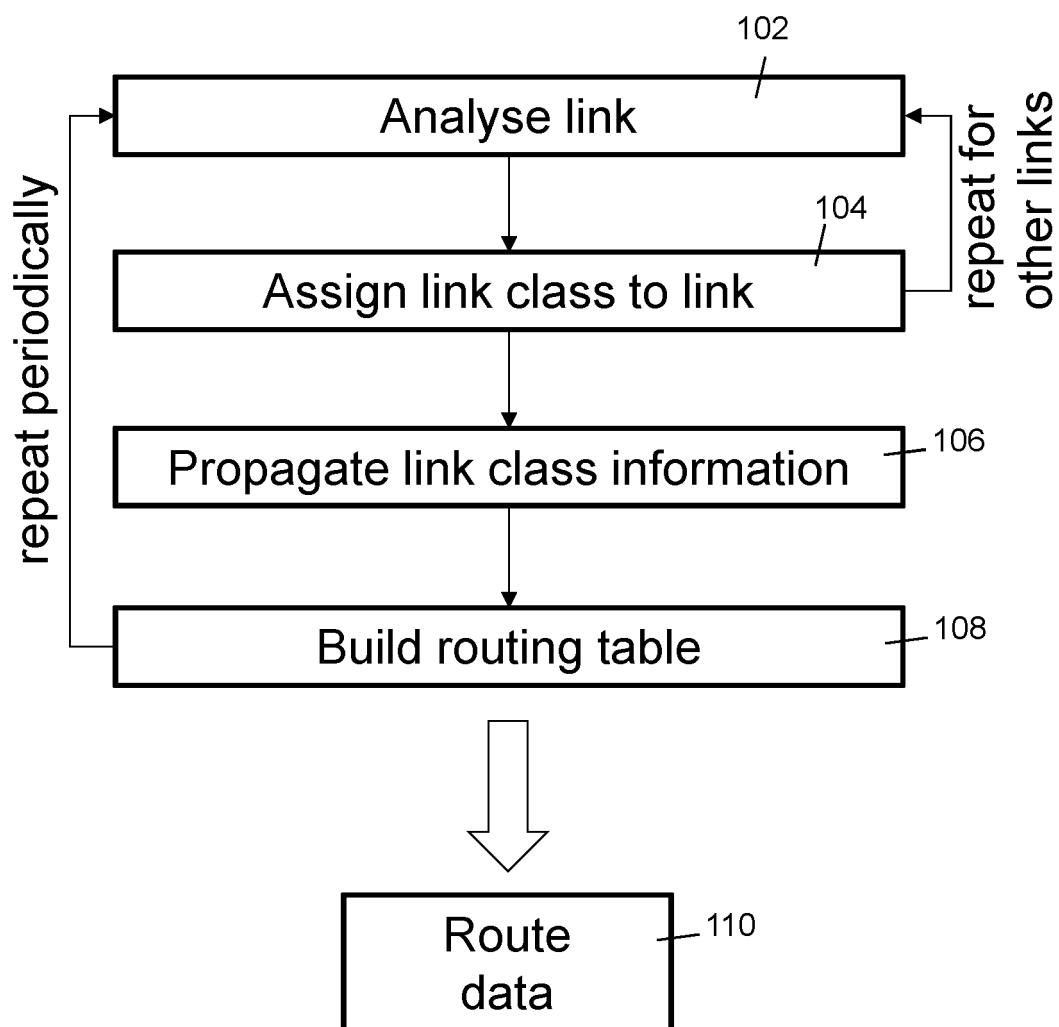 102
Analyse link
104
Assign link class to link
repeat for
other links
repeat periodically
106
Propagate link class information
108
Build routing table
110
Route
data